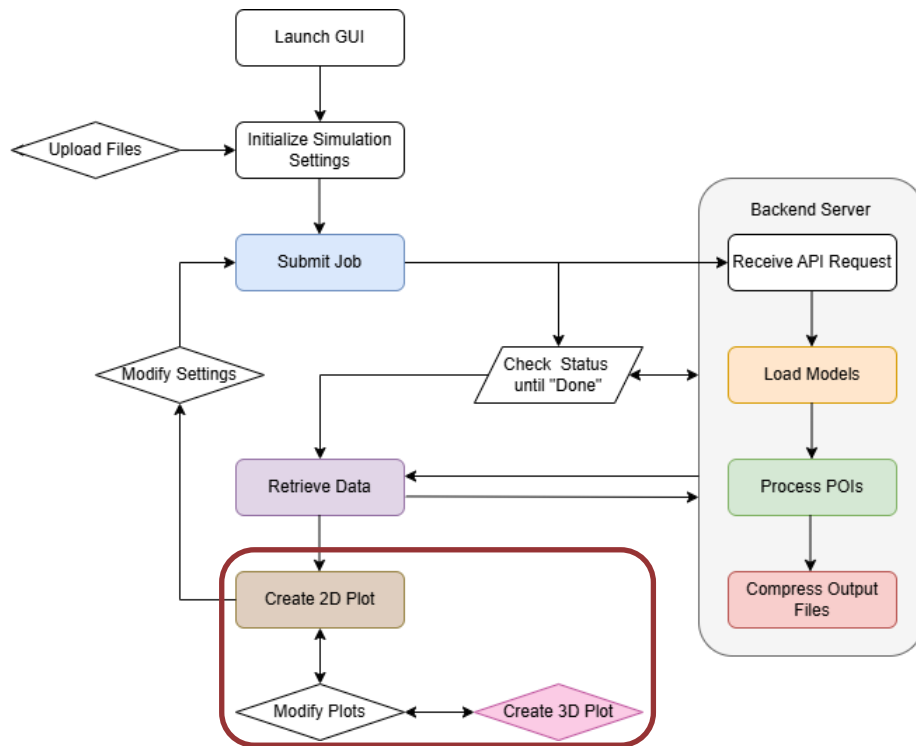 Launch GUI
Upload Files
Initialize Simulation
Settings
Backend Server
Submit Job
Receive API Request
Modify Settings
Check Status
until "Done"
Load Models
Retrieve Data
Process POIs
Create 2D Plot
Compress Output
Files
Modify Plots
Create 3D Plot